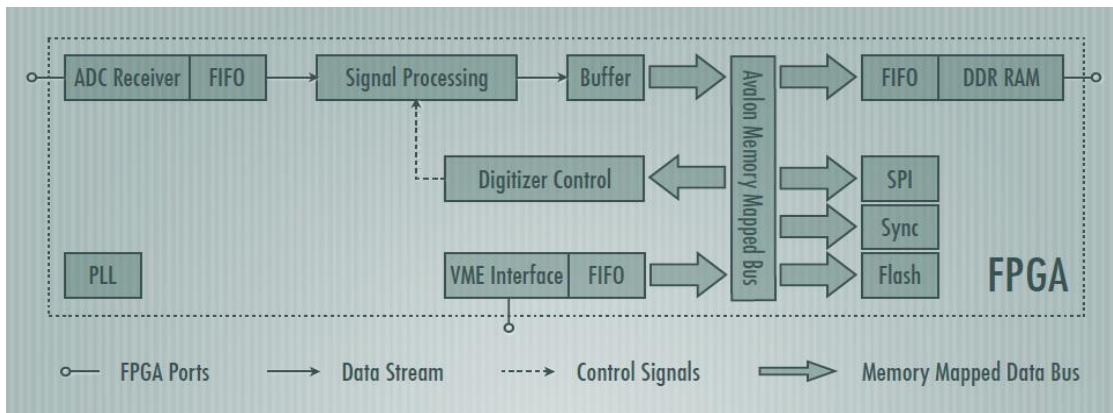 ADC Receiver FIFO Signal Processing Buffer FIFO DDR RAM
Avalon Memory Mapped Bus
Digitizer Control SPI
Sync
PLL VME Interface FIFO Flash
FPGA
FPGA Ports Data Stream Control Signals Memory Mapped Data Bus